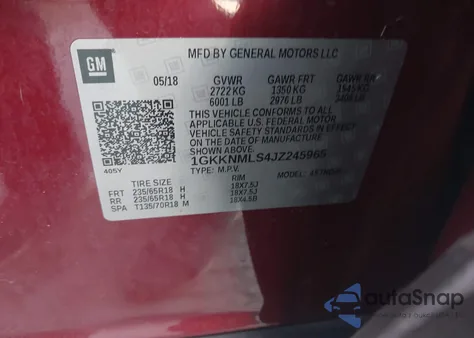 GM
MFD BY GENERAL MOTORS LLC
05/18 GVWR GAWR FRT GAWR
2722 KG 1350 KG 1545 KG
6001 LB 2976 LB
THIS VEHICLE CONFORMS TO ALL
APPLICABLE U.S. FEDERAL MOTOR
VEHICLE SAFETY STANDARDS IN EFFECT
ON THE DATE OF MANUFACTURE
SHOWN ABOVE.
1GKKNMLS4JZ245965
405Y
TYPE: M.P.V.
TIRE SIZE RIM
FRT 235/65R18 H 18X7.5J
RR 235/65R18 H 18X7.5J
SPA T135/70R18 M 18X4.5B
autoSnap